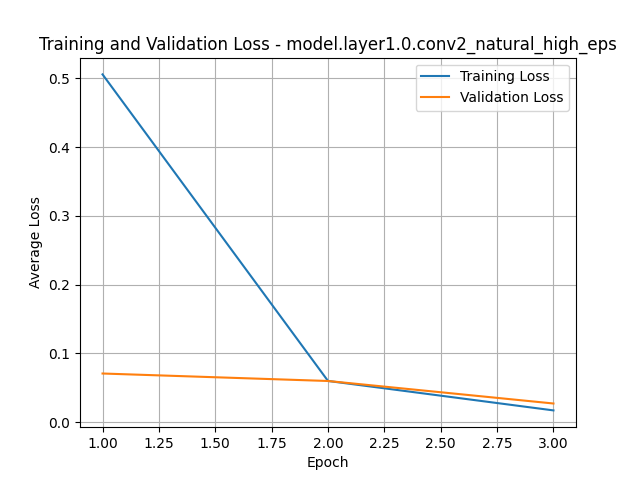 Training and Validation Loss - model.layer1.0.conv2_natural_high_eps
Training Loss
Validation Loss
0.5
0.4
0.3
0.2
0.1
0.0
Average Loss
1.00 1.25 1.50 1.75 2.00 2.25 2.50 2.75 3.00
Epoch